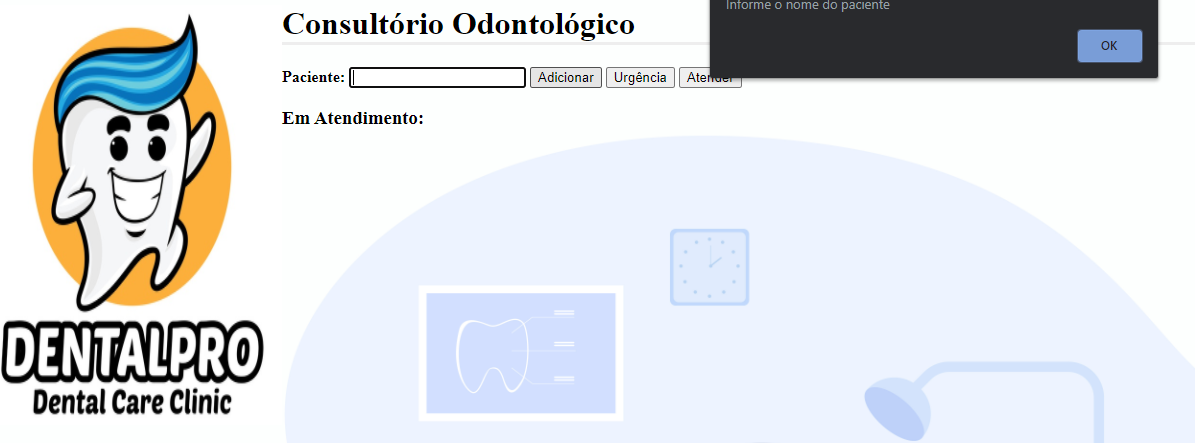 Consultório Odontológico
Informe o nome do paciente
OK
Paciente:
Adicionar
Urgência
Atender
Em Atendimento:
DENTALPRO
Dental Care Clinic